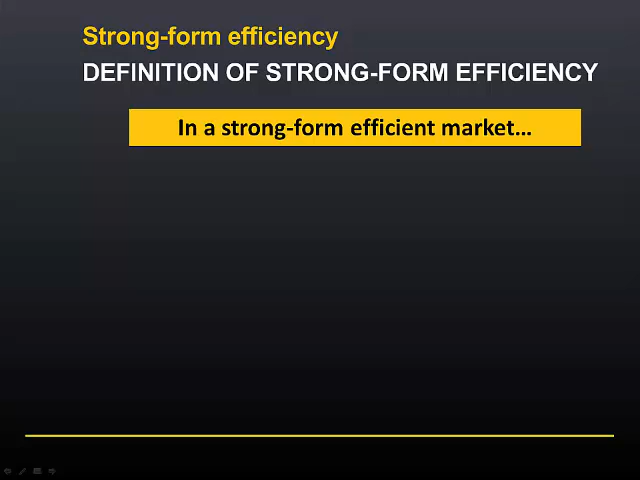 Strong-form efficiency
DEFINITION OF STRONG-FORM EFFICIENCY
In a strong-form efficient market…